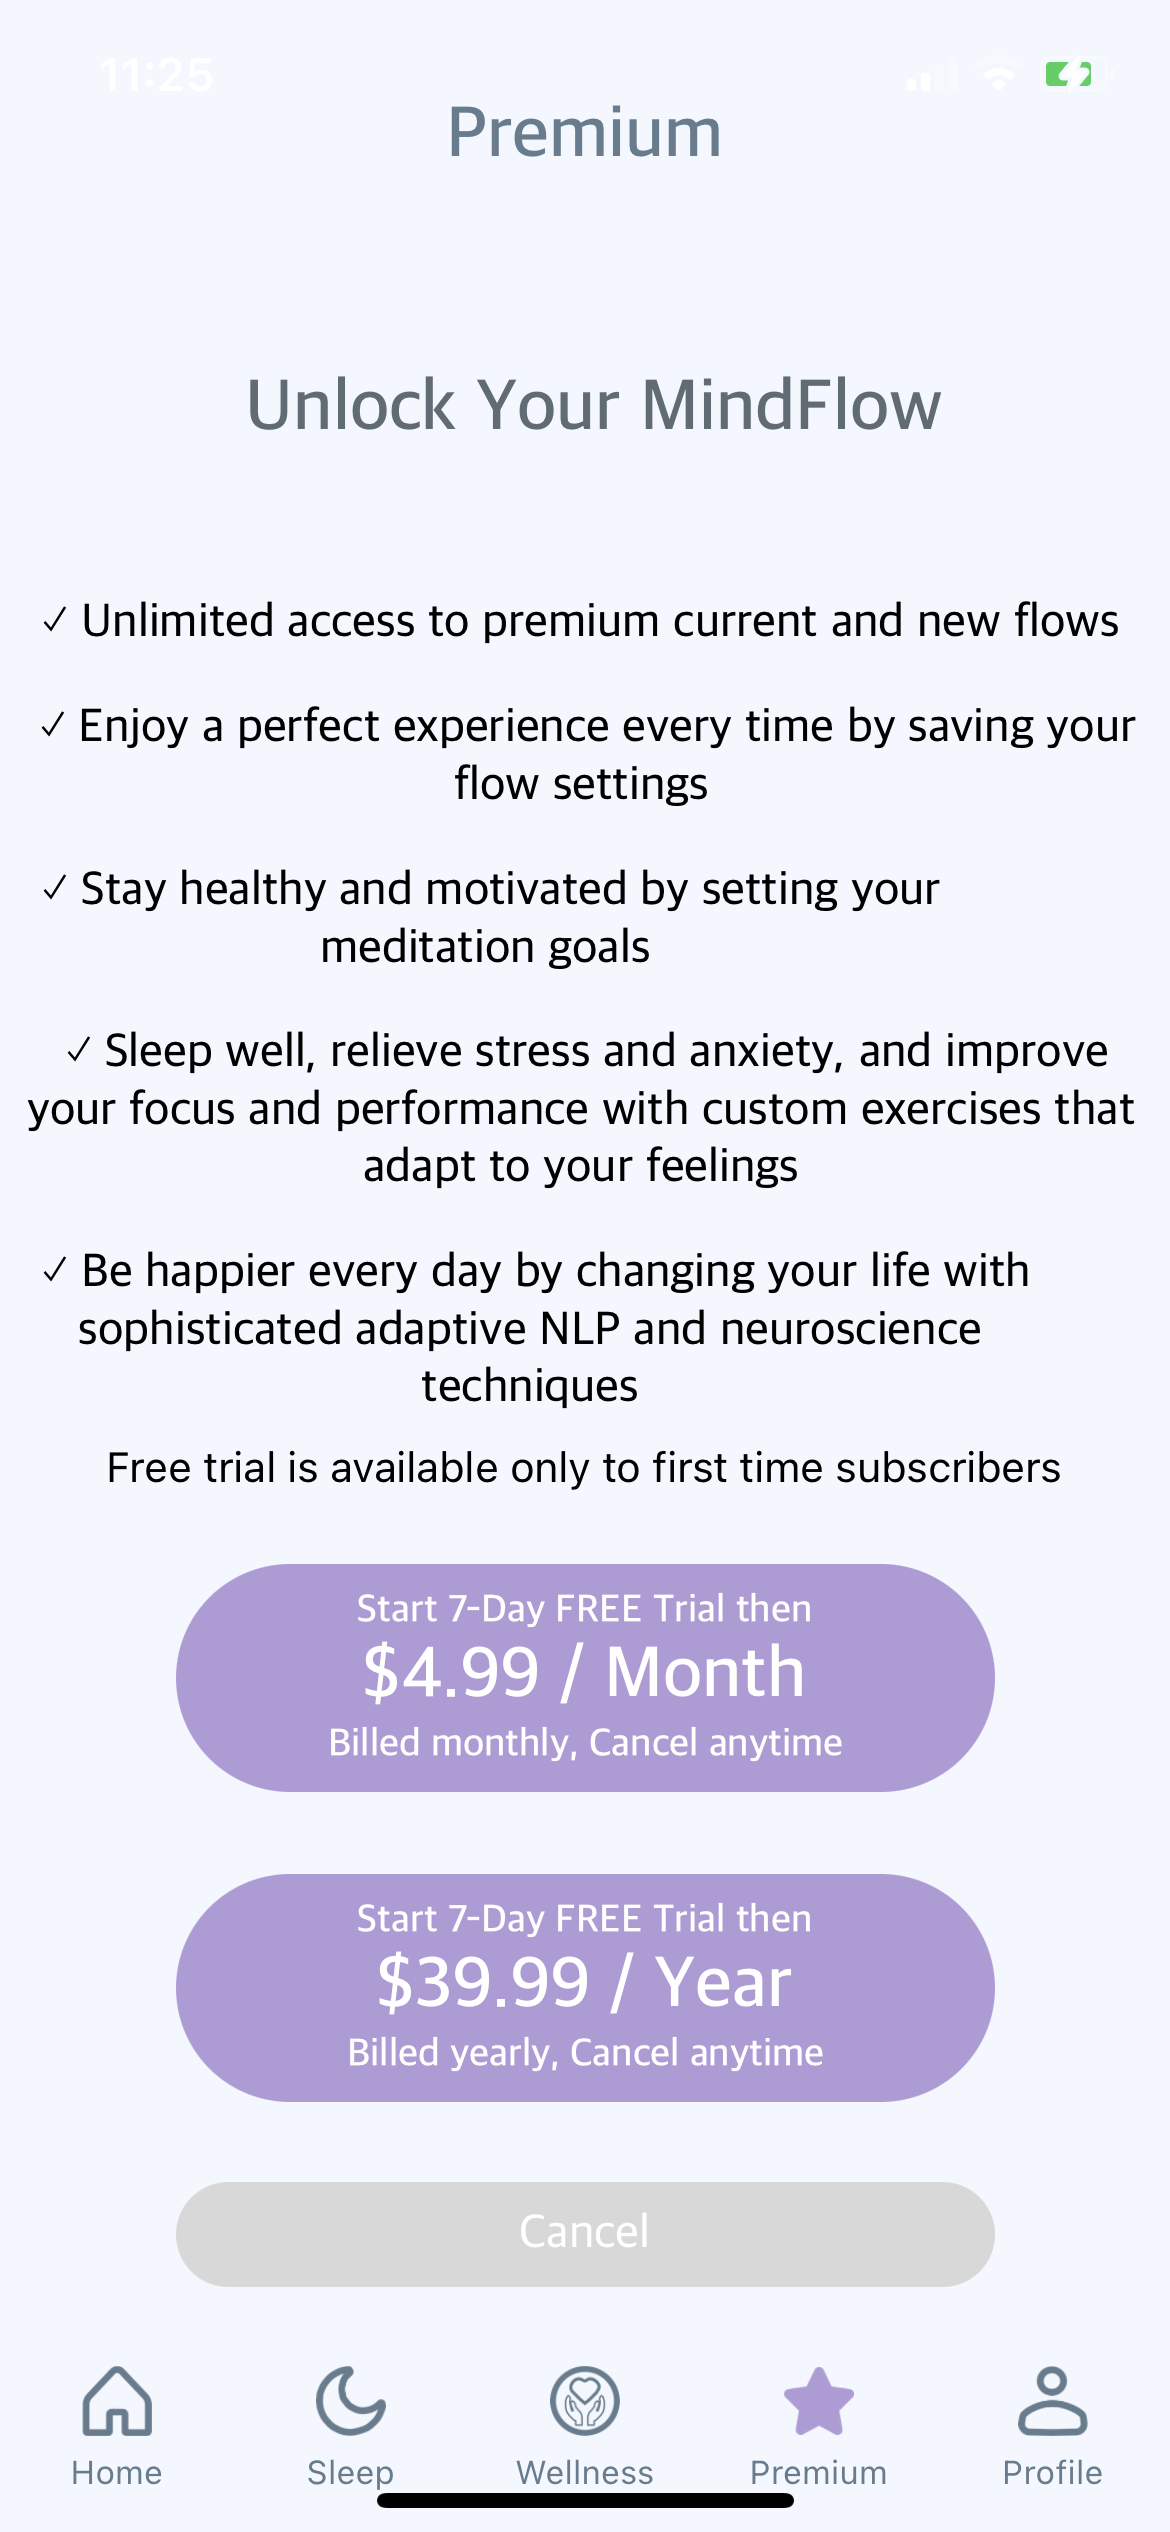 11:25
Premium
Unlock Your MindFlow
✓ Unlimited access to premium current and new flows
✓ Enjoy a perfect experience every time by saving your
flow settings
✓ Stay healthy and motivated by setting your
meditation goals
✓ Sleep well, relieve stress and anxiety, and improve
your focus and performance with custom exercises that
adapt to your feelings
✓ Be happier every day by changing your life with
sophisticated adaptive NLP and neuroscience
techniques
Free trial is available only to first time subscribers
Start 7-Day FREE Trial then
$4.99 / Month
Billed monthly, Cancel anytime
Start 7-Day FREE Trial then
$39.99 / Year
Billed yearly, Cancel anytime
Cancel
Home
Sleep
Wellness
Premium
Profile